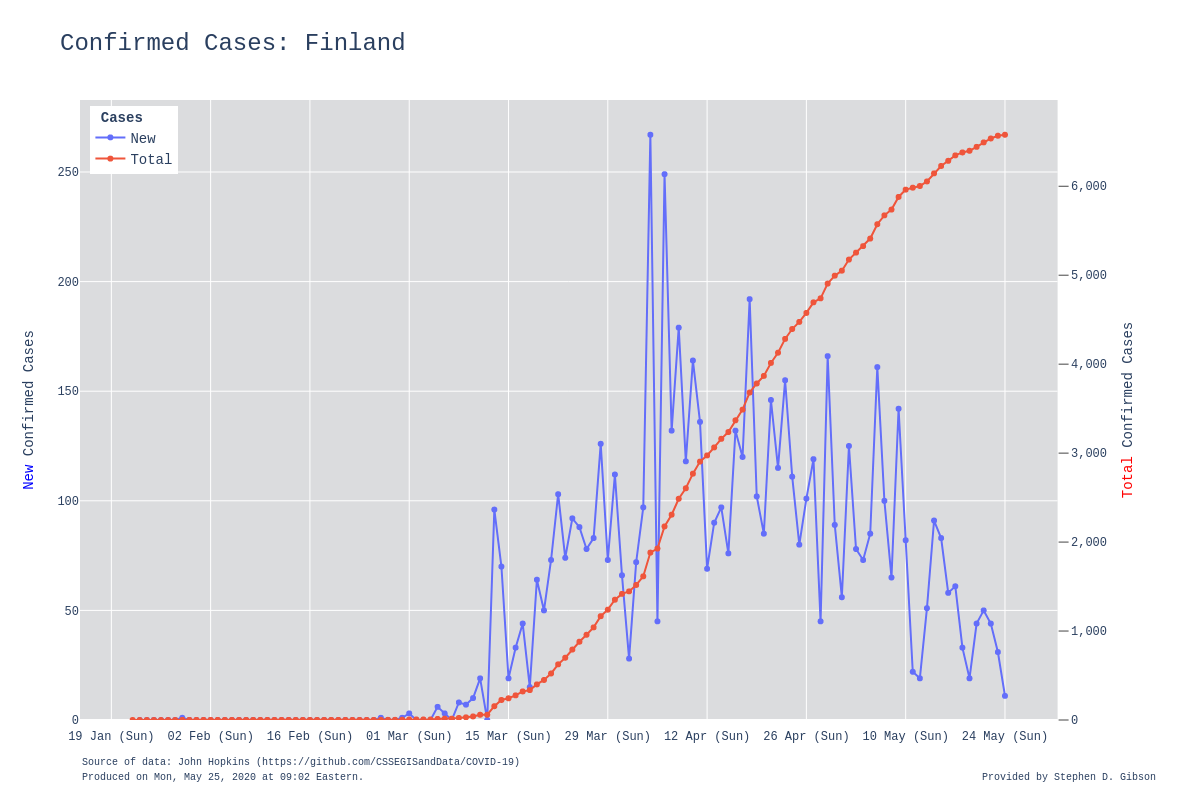 Confirmed Cases: Finland
Cases
New
Total
250
200
150
100
50
0
6,000
5,000
4,000
3,000
2,000
1,000
0
New Confirmed Cases
Total Confirmed Cases
19 Jan (Sun) 02 Feb (Sun) 16 Feb (Sun) 01 Mar (Sun) 15 Mar (Sun) 29 Mar (Sun) 12 Apr (Sun) 26 Apr (Sun) 10 May (Sun) 24 May (Sun)
Source of data: John Hopkins (https://github.com/CSSEGISandData/COVID-19)
Produced on Mon, May 25, 2020 at 09:02 Eastern.
Provided by Stephen D. Gibson